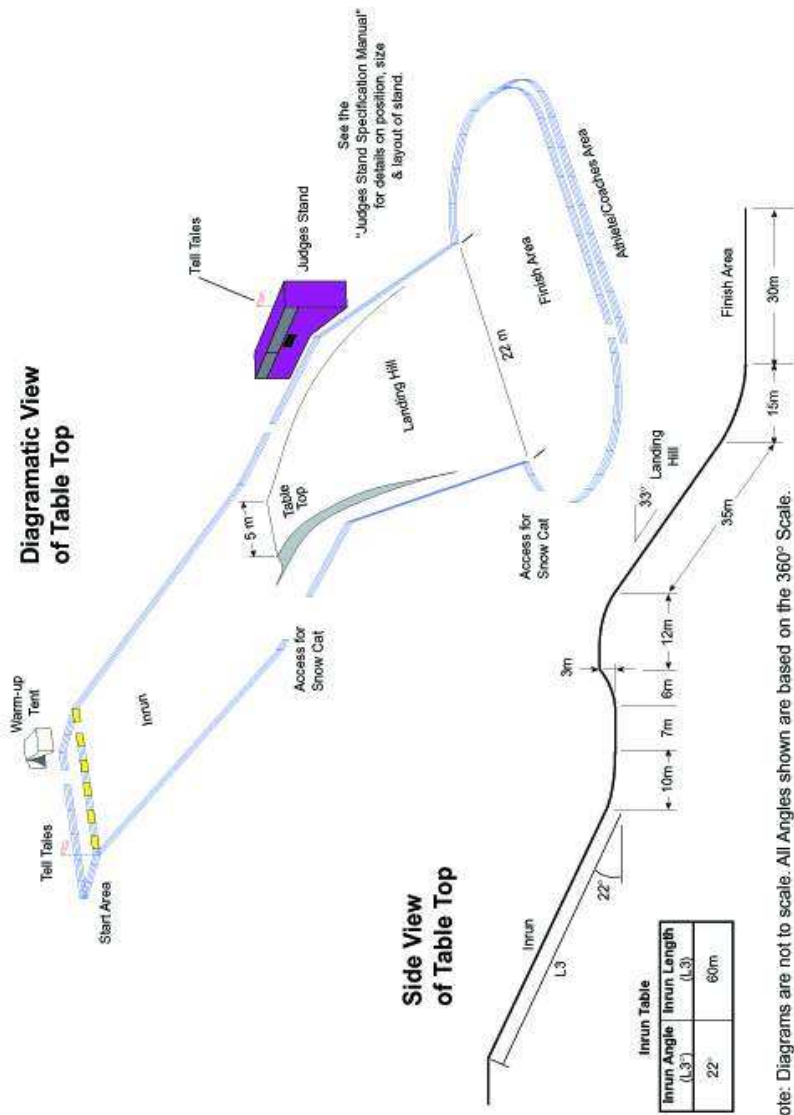 Diagramatic View
of Table Top
Warm-up
Tent
Tell Tales
Start Area
Inrun
Access for
Snow Cat
5 m
Table
Top
Landing Hill
Tell Tales
Judges Stand
See the
"Judges Stand Specification Manual"
for details on position, size
& layout of stand.
22 m
Finish Area
Athlete/Coaches Area
Access for
Snow Cat
Side View
of Table Top
Inrun
L3
22°
10m
7m
6m
12m
3m
33°
Landing
Hill
35m
15m
30m
Finish Area
Inrun Table
Inrun Angle Inrun Length
(L3°) (L3)
22° 60m
ote: Diagrams are not to scale. All Angles shown are based on the 360° Scale.